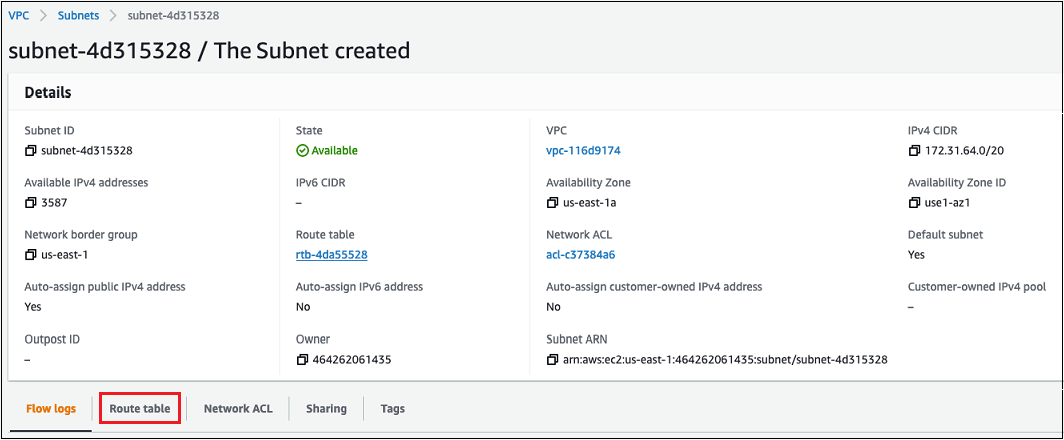 VPC > Subnets > subnet-4d315328
subnet-4d315328 / The Subnet created
Details
Subnet ID
subnet-4d315328
State
Available
VPC
vpc-116d9174
IPv4 CIDR
172.31.64.0/20
Available IPv4 addresses
3587
IPv6 CIDR
–
Availability Zone
us-east-1a
Availability Zone ID
use1-az1
Network border group
us-east-1
Route table
rtb-4da55528
Network ACL
acl-c37384a6
Default subnet
Yes
Auto-assign public IPv4 address
Yes
Auto-assign IPv6 address
No
Auto-assign customer-owned IPv4 address
No
Customer-owned IPv4 pool
–
Outpost ID
–
Owner
464262061435
Subnet ARN
arn:aws:ec2:us-east-1:464262061435:subnet/subnet-4d315328
Flow logs
Route table
Network ACL
Sharing
Tags